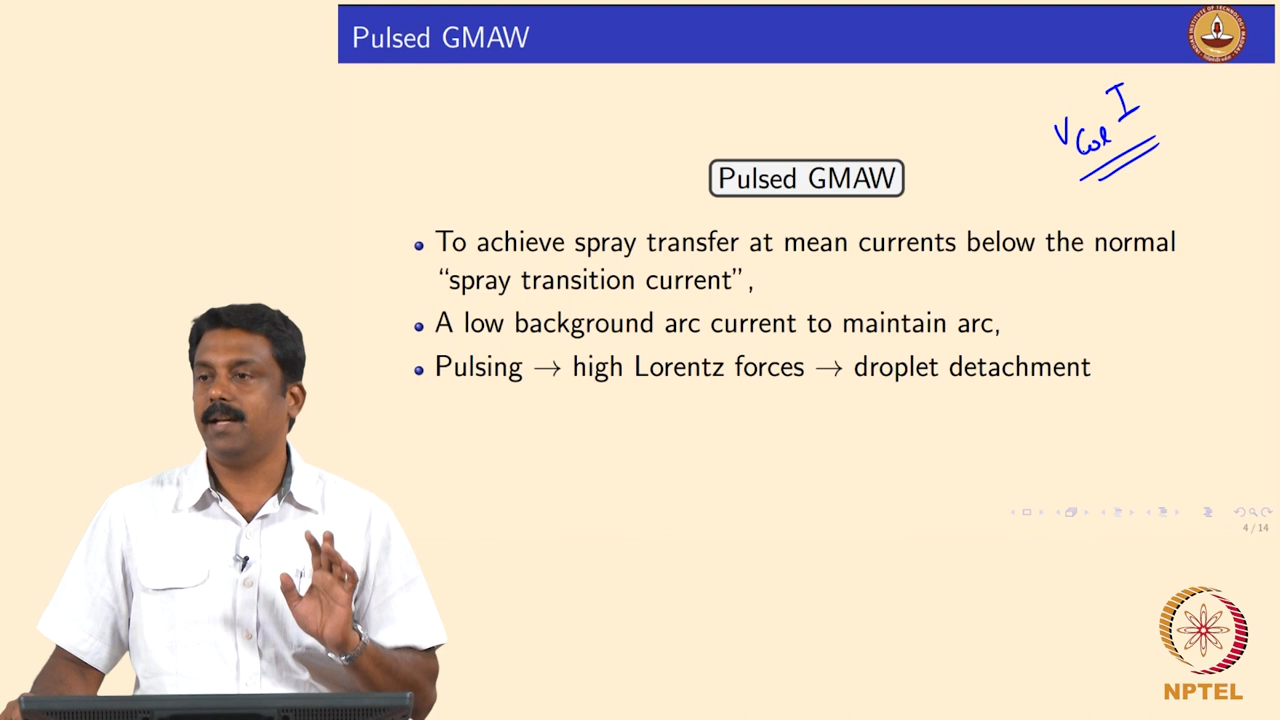 Pulsed GMAW
V Col I
Pulsed GMAW
• To achieve spray transfer at mean currents below the normal
“spray transition current”,
• A low background arc current to maintain arc,
• Pulsing → high Lorentz forces → droplet detachment
4 / 14
NPTEL